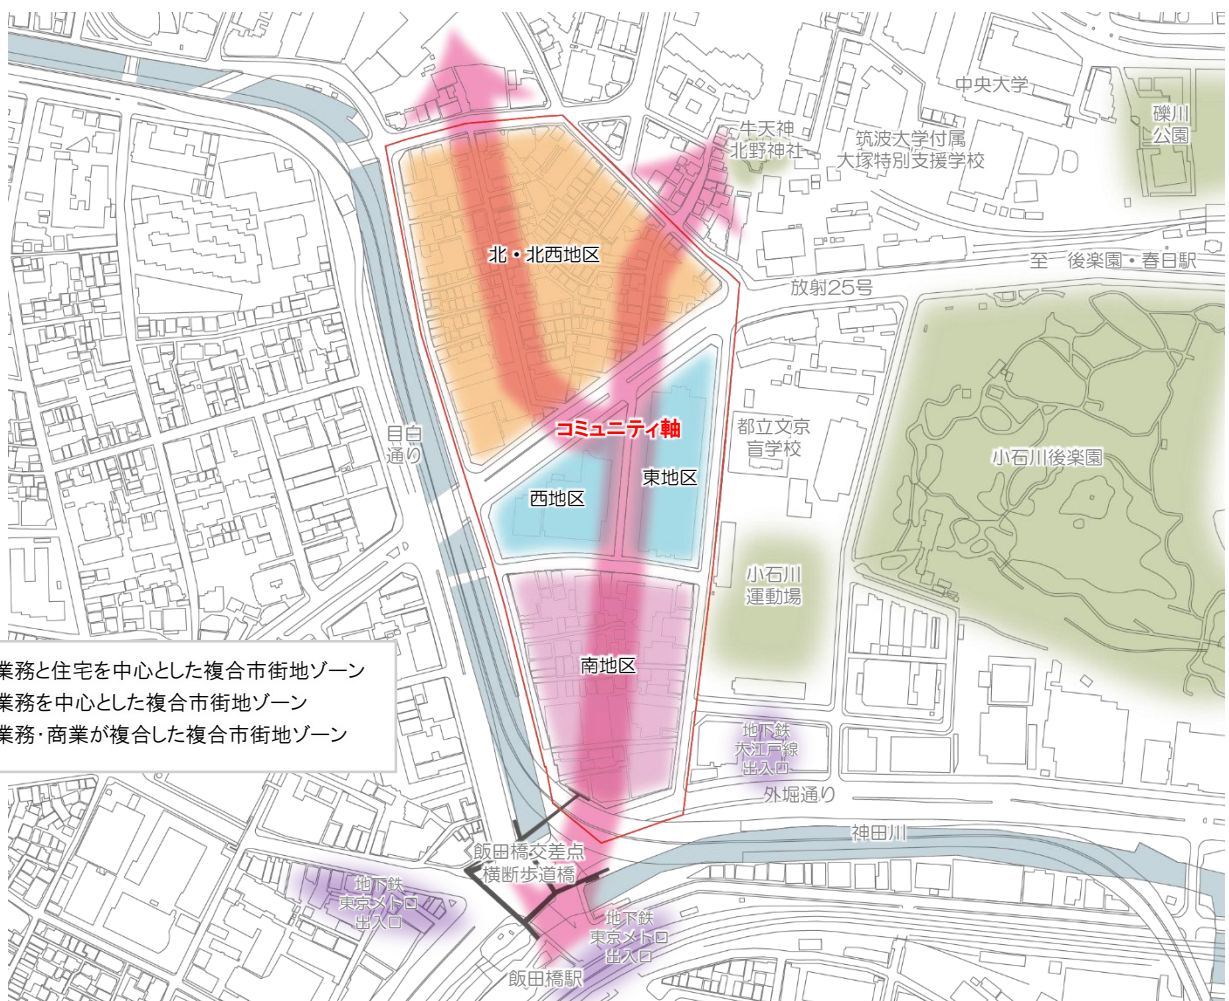 中央大学
礫川
公園
牛天神
北野神社
筑波大学付属
大塚特別支援学校
北・北西地区
至　後楽園・春日駅
放射25号
コミュニティ軸
目白
通り
都立文京
盲学校
小石川後楽園
東地区
西地区
小石川
運動場
南地区
業務と住宅を中心とした複合市街地ゾーン
業務を中心とした複合市街地ゾーン
業務・商業が複合した複合市街地ゾーン
地下鉄
大江戸線
出入口
外堀通り
神田川
飯田橋交差点
横断歩道橋
地下鉄
東京メトロ
出入口
地下鉄
東京メトロ
出入口
飯田橋駅